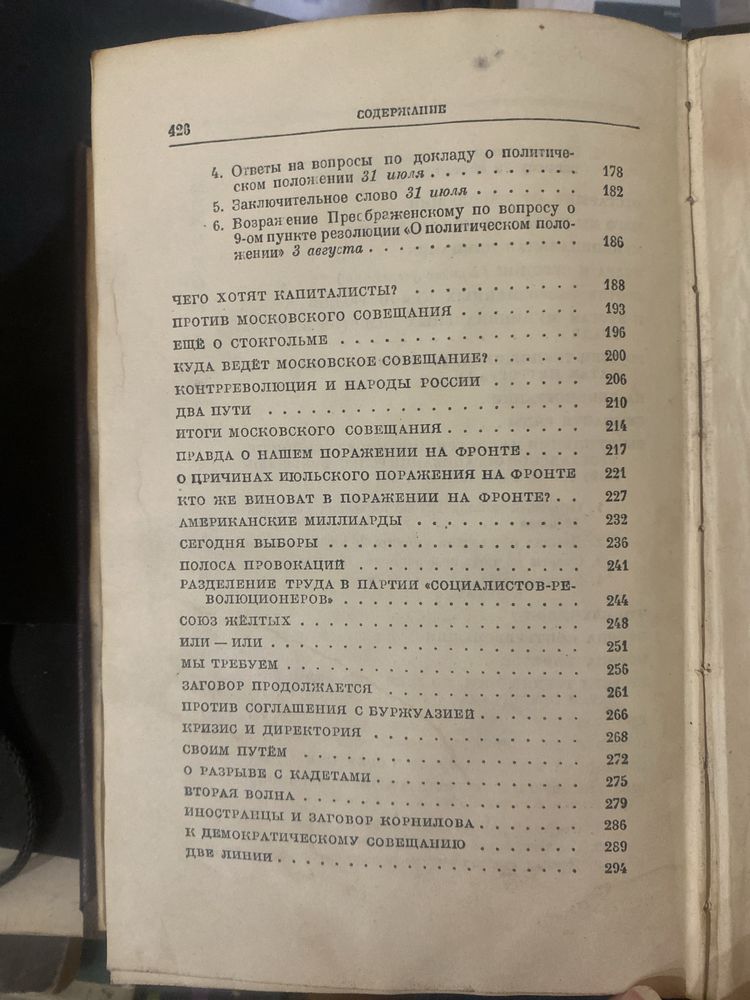 426
СОДЕРЖАНИЕ
4. Ответы на вопросы по докладу о политиче-
ском положении 31 июля . . . . . . . . . . 178
5. Заключительное слово 31 июля . . . . . . . 182
6. Возражение Преображенскому по вопросу о
9-ом пункте резолюции «О политическом поло-
жении» 3 августа . . . . . . . . . . . . . 186
ЧЕГО ХОТЯТ КАПИТАЛИСТЫ? . . . . . . . . . . . 188
ПРОТИВ МОСКОВСКОГО СОВЕЩАНИЯ . . . . . . . . 193
ЕЩЁ О СТОКГОЛЬМЕ . . . . . . . . . . . . . . . 196
КУДА ВЕДЁТ МОСКОВСКОЕ СОВЕЩАНИЕ? . . . . . . 200
КОНТРРЕВОЛЮЦИЯ И НАРОДЫ РОССИИ . . . . . . . 206
ДВА ПУТИ . . . . . . . . . . . . . . . . . . . 210
ИТОГИ МОСКОВСКОГО СОВЕЩАНИЯ . . . . . . . . . 214
ПРАВДА О НАШЕМ ПОРАЖЕНИИ НА ФРОНТЕ . . . . 217
О ПРИЧИНАХ ИЮЛЬСКОГО ПОРАЖЕНИЯ НА ФРОНТЕ 221
КТО ЖЕ ВИНОВАТ В ПОРАЖЕНИИ НА ФРОНТЕ? . . 227
АМЕРИКАНСКИЕ МИЛЛИАРДЫ . . . . . . . . . . . 232
СЕГОДНЯ ВЫБОРЫ . . . . . . . . . . . . . . . . 236
ПОЛОСА ПРОВОКАЦИЙ . . . . . . . . . . . . . . 241
РАЗДЕЛЕНИЕ ТРУДА В ПАРТИИ «СОЦИАЛИСТОВ-РЕ-
ВОЛЮЦИОНЕРОВ» . . . . . . . . . . . . . . . 244
СОЮЗ ЖЁЛТЫХ . . . . . . . . . . . . . . . . . 248
ИЛИ — ИЛИ . . . . . . . . . . . . . . . . . . . 251
МЫ ТРЕБУЕМ . . . . . . . . . . . . . . . . . . 256
ЗАГОВОР ПРОДОЛЖАЕТСЯ . . . . . . . . . . . . 261
ПРОТИВ СОГЛАШЕНИЯ С БУРЖУАЗИЕЙ . . . . . . . 266
КРИЗИС И ДИРЕКТОРИЯ . . . . . . . . . . . . . 268
СВОИМ ПУТЁМ . . . . . . . . . . . . . . . . . 272
О РАЗРЫВЕ С КАДЕТАМИ . . . . . . . . . . . . . 275
ВТОРАЯ ВОЛНА . . . . . . . . . . . . . . . . . 279
ИНОСТРАНЦЫ И ЗАГОВОР КОРНИЛОВА . . . . . . . 286
К ДЕМОКРАТИЧЕСКОМУ СОВЕЩАНИЮ . . . . . . . 289
ДВЕ ЛИНИИ . . . . . . . . . . . . . . . . . . . 294